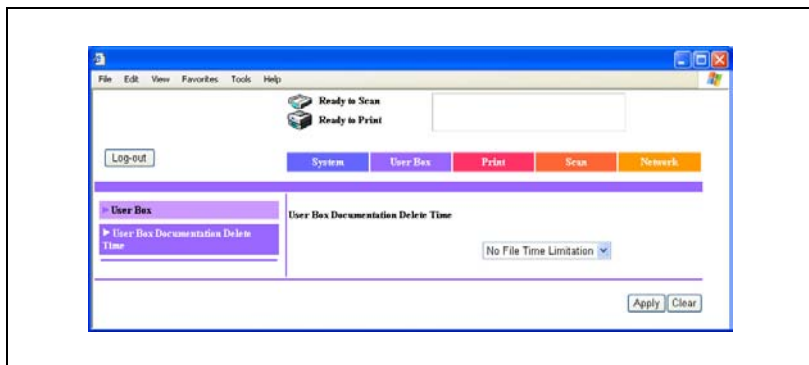 File Edit View Favorites Tools Help
Ready to Scan
Ready to Print
Log-out
System User Box Print Scan Network
User Box
User Box Documentation Delete Time
User Box Documentation Delete
Time
No File Time Limitation
Apply Clear